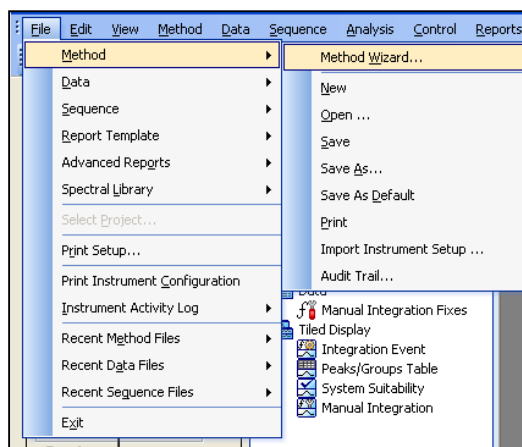 File Edit View Method Data Sequence Analysis Control Reports
Method
Data
Sequence
Report Template
Advanced Reports
Spectral Library
Select Project...
Print Setup...
Print Instrument Configuration
Instrument Activity Log
Recent Method Files
Recent Data Files
Recent Sequence Files
Exit
Method Wizard...
New
Open ...
Save
Save As...
Save As Default
Print
Import Instrument Setup ...
Audit Trail...
Data
Manual Integration Fixes
Tiled Display
Integration Event
Peaks/Groups Table
System Suitability
Manual Integration